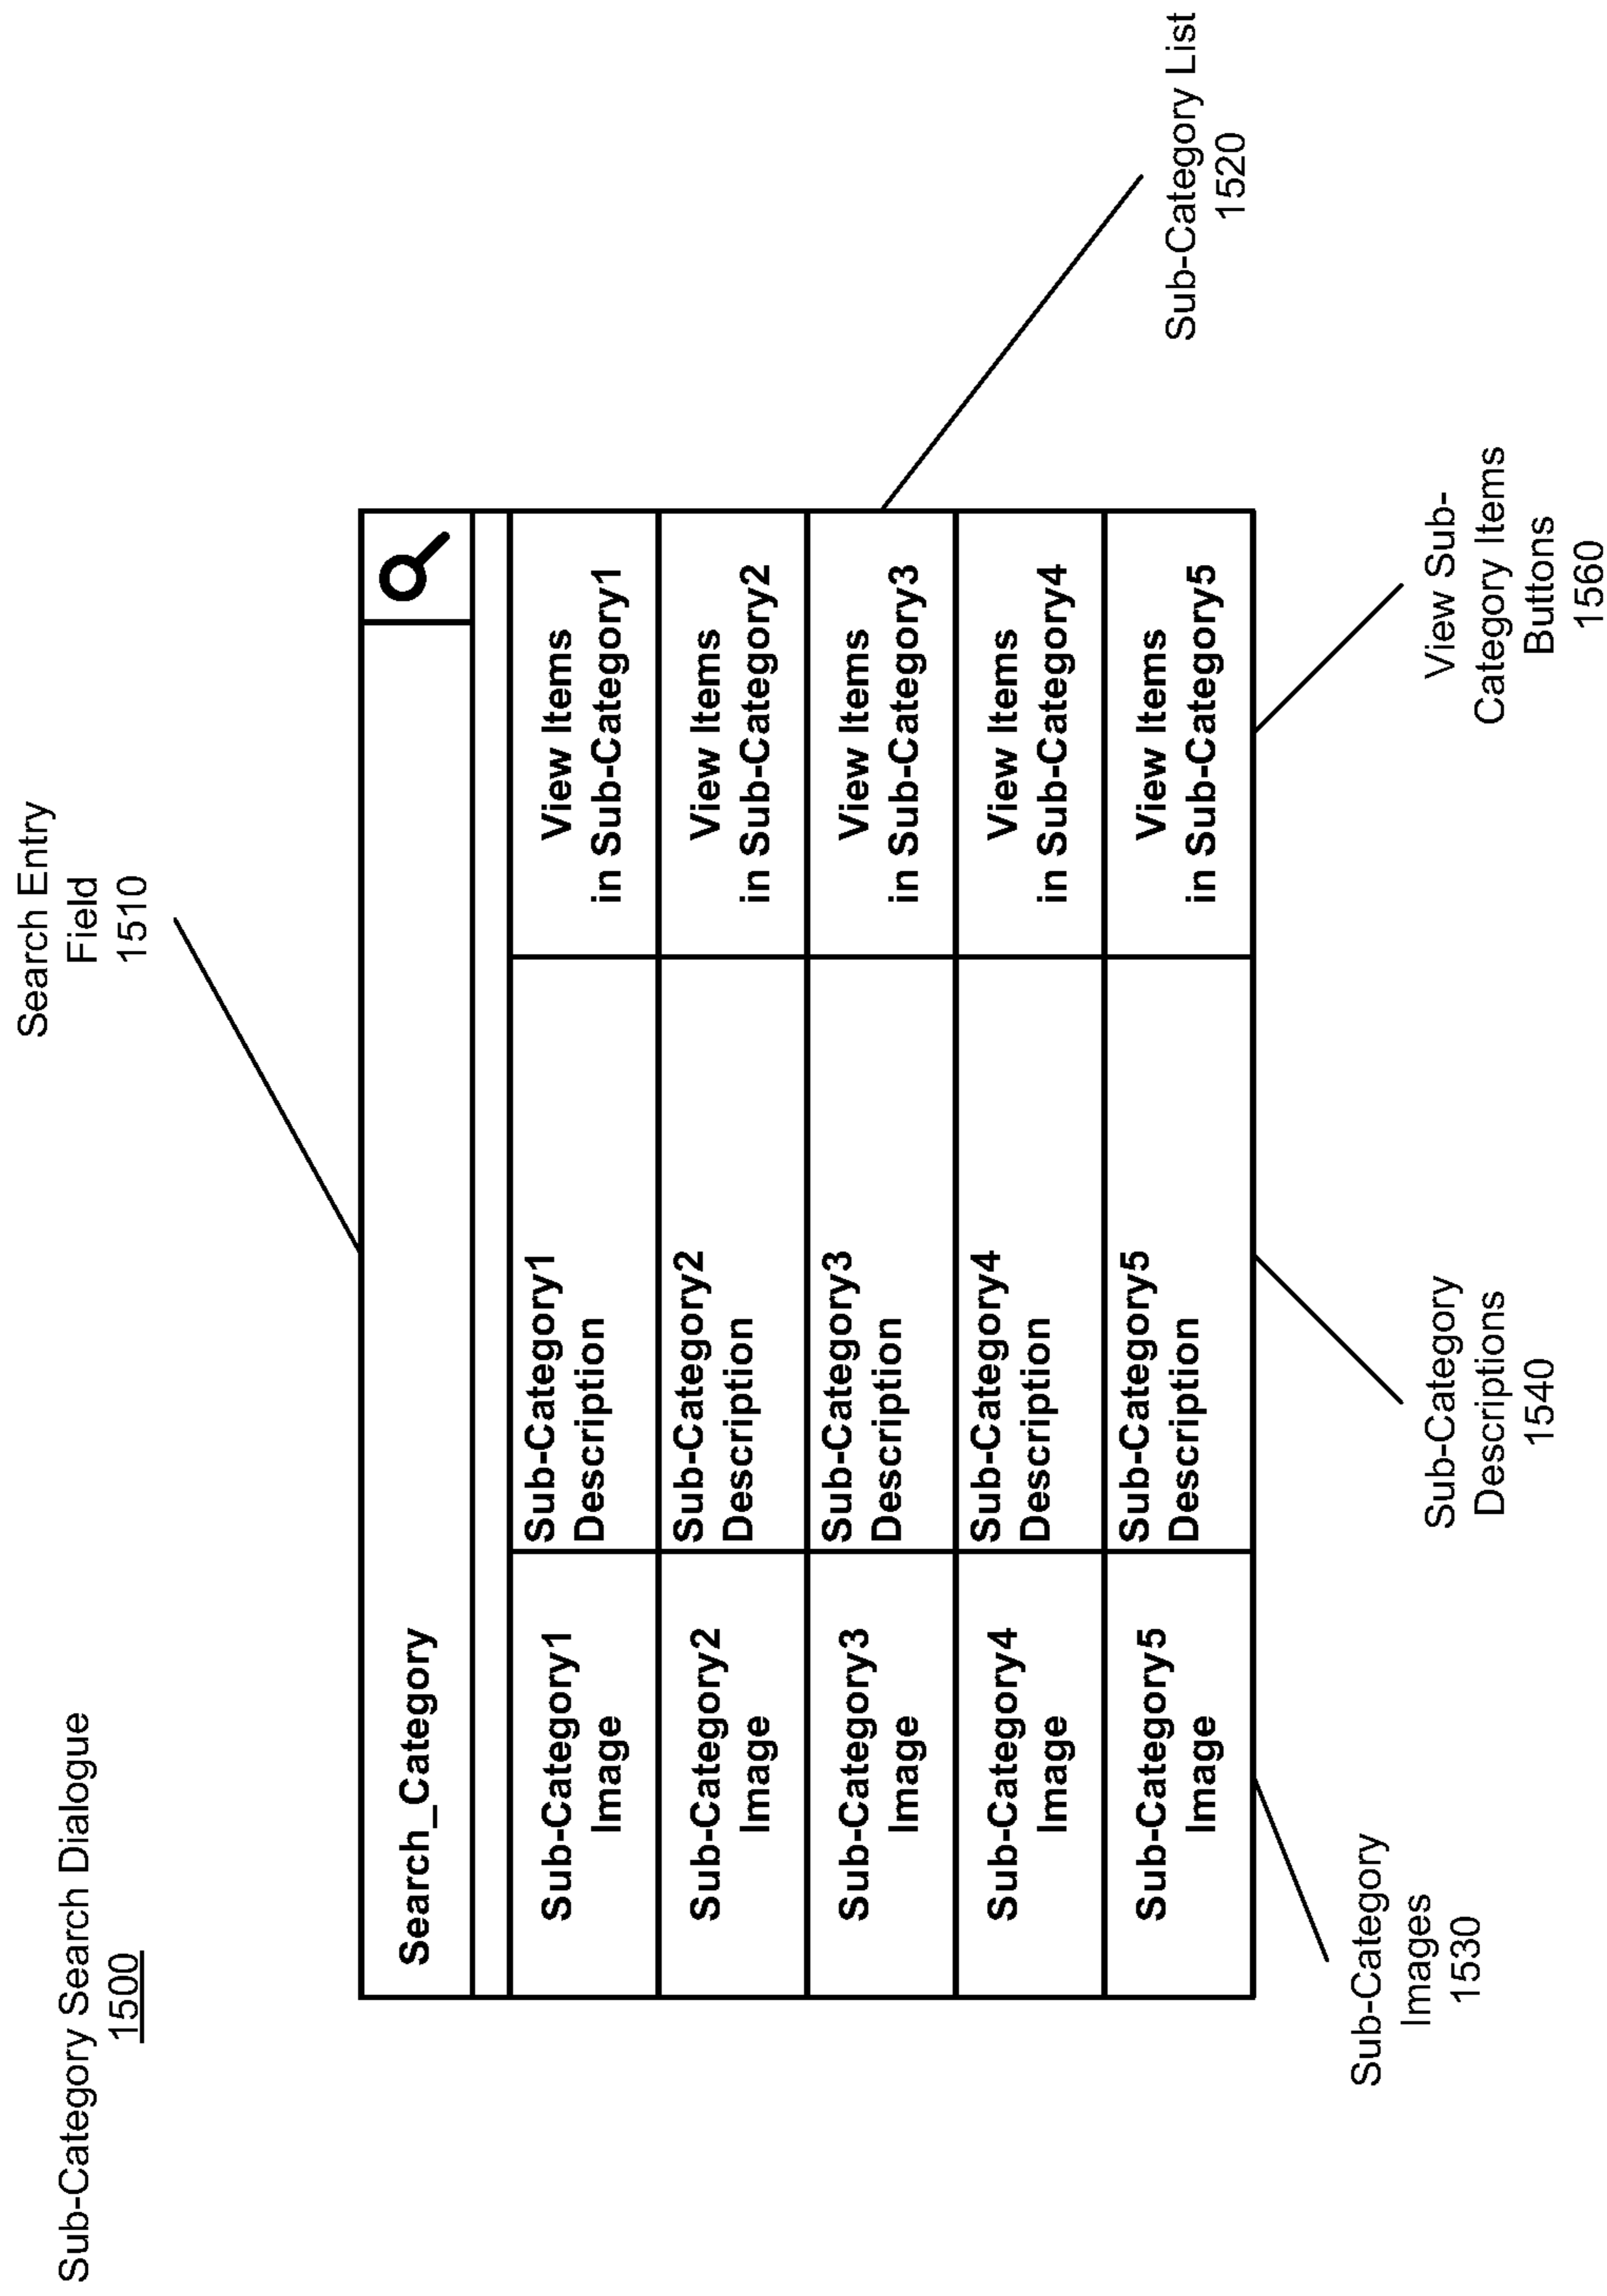 Sub-Category Search Dialogue
1500
Search Entry
Field
1510
Search_Category
Sub-Category1
Image
Sub-Category1
Description
View Items
in Sub-Category1
Sub-Category2
Image
Sub-Category2
Description
View Items
in Sub-Category2
Sub-Category3
Image
Sub-Category3
Description
View Items
in Sub-Category3
Sub-Category4
Image
Sub-Category4
Description
View Items
in Sub-Category4
Sub-Category5
Image
Sub-Category5
Description
View Items
in Sub-Category5
Sub-Category List
1520
Sub-Category
Images
1530
Sub-Category
Descriptions
1540
View Sub-
Category Items
Buttons
1560